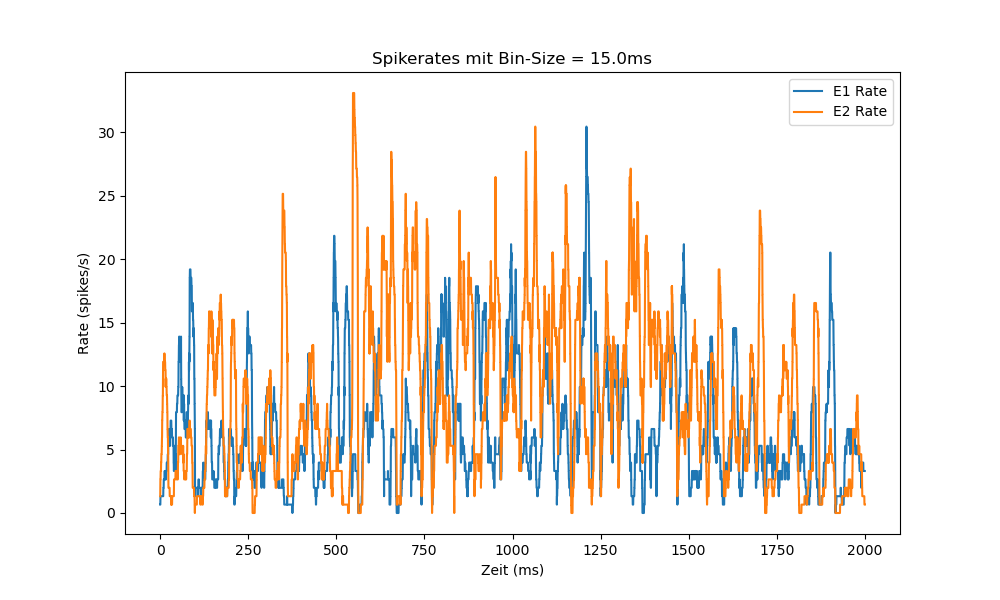 Spikerates mit Bin-Size = 15.0ms
E1 Rate
E2 Rate
30
25
20
15
10
5
0
Rate (spikes/s)
0 250 500 750 1000 1250 1500 1750 2000
Zeit (ms)